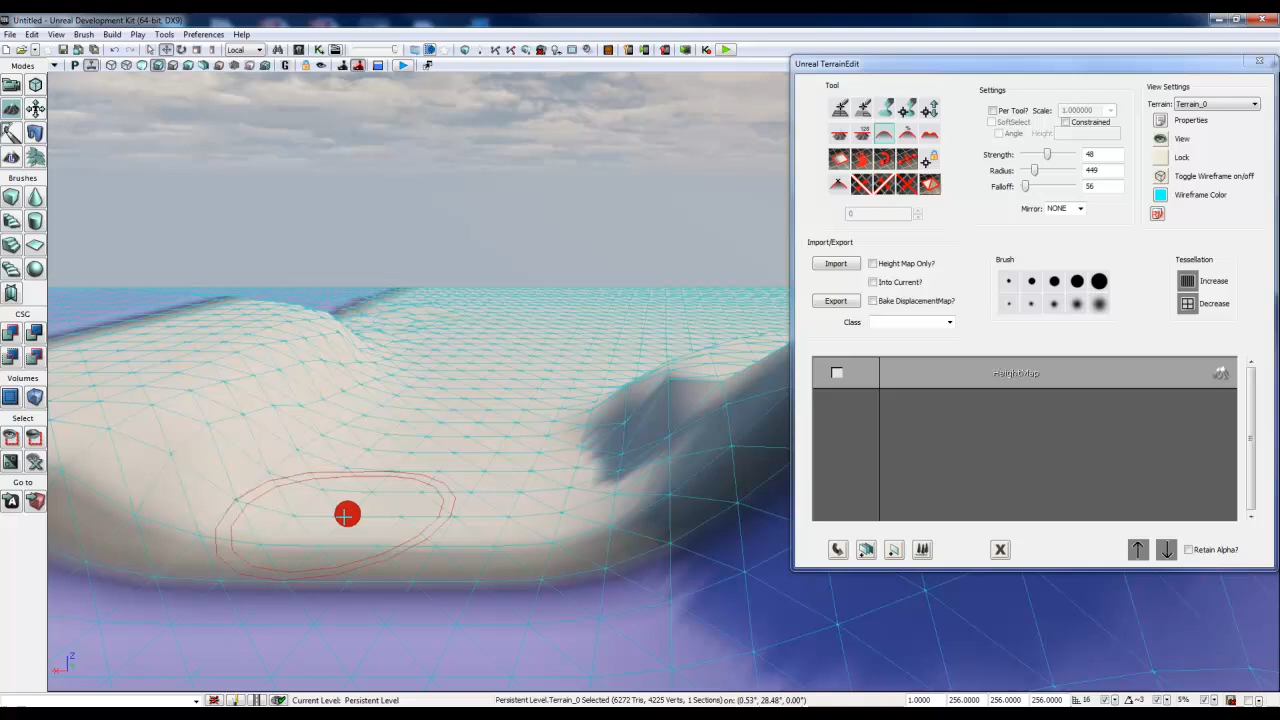 Untitled - Unreal Development Kit (64-bit, DX9)
File Edit View Brush Build Tools Preferences Help
Local
Modes
P
G
Brushes
CSC
Volumes
Select
Go to
Unreal TerrainEdit
Tool
128
0
Settings
Per Tool? Scale: 1.000000
SoftSelect Constrained
Angle Height
Strength: 48
Radius: 449
Falloff: 56
Mirror: NONE
View Settings
Terrain: Terrain_0
Properties
View
Lock
Toggle Wireframe on/off
Wireframe Color
Import/Export
Import Height Map Only?
Into Current?
Export Bake DisplacementMap?
Class
Brush
Tessellation
Increase
Decrease
HeightMap
Retain Alpha?
Z
Current Level: Persistent Level
Persistent Level.Terrain_0 Selected (6272 Tris, 4225 Verts, 1 Sections) on: (0.53°, 28.48°, 0.00°)
1.0000 256.0000 256.0000 256.0000 16 ~3 5%